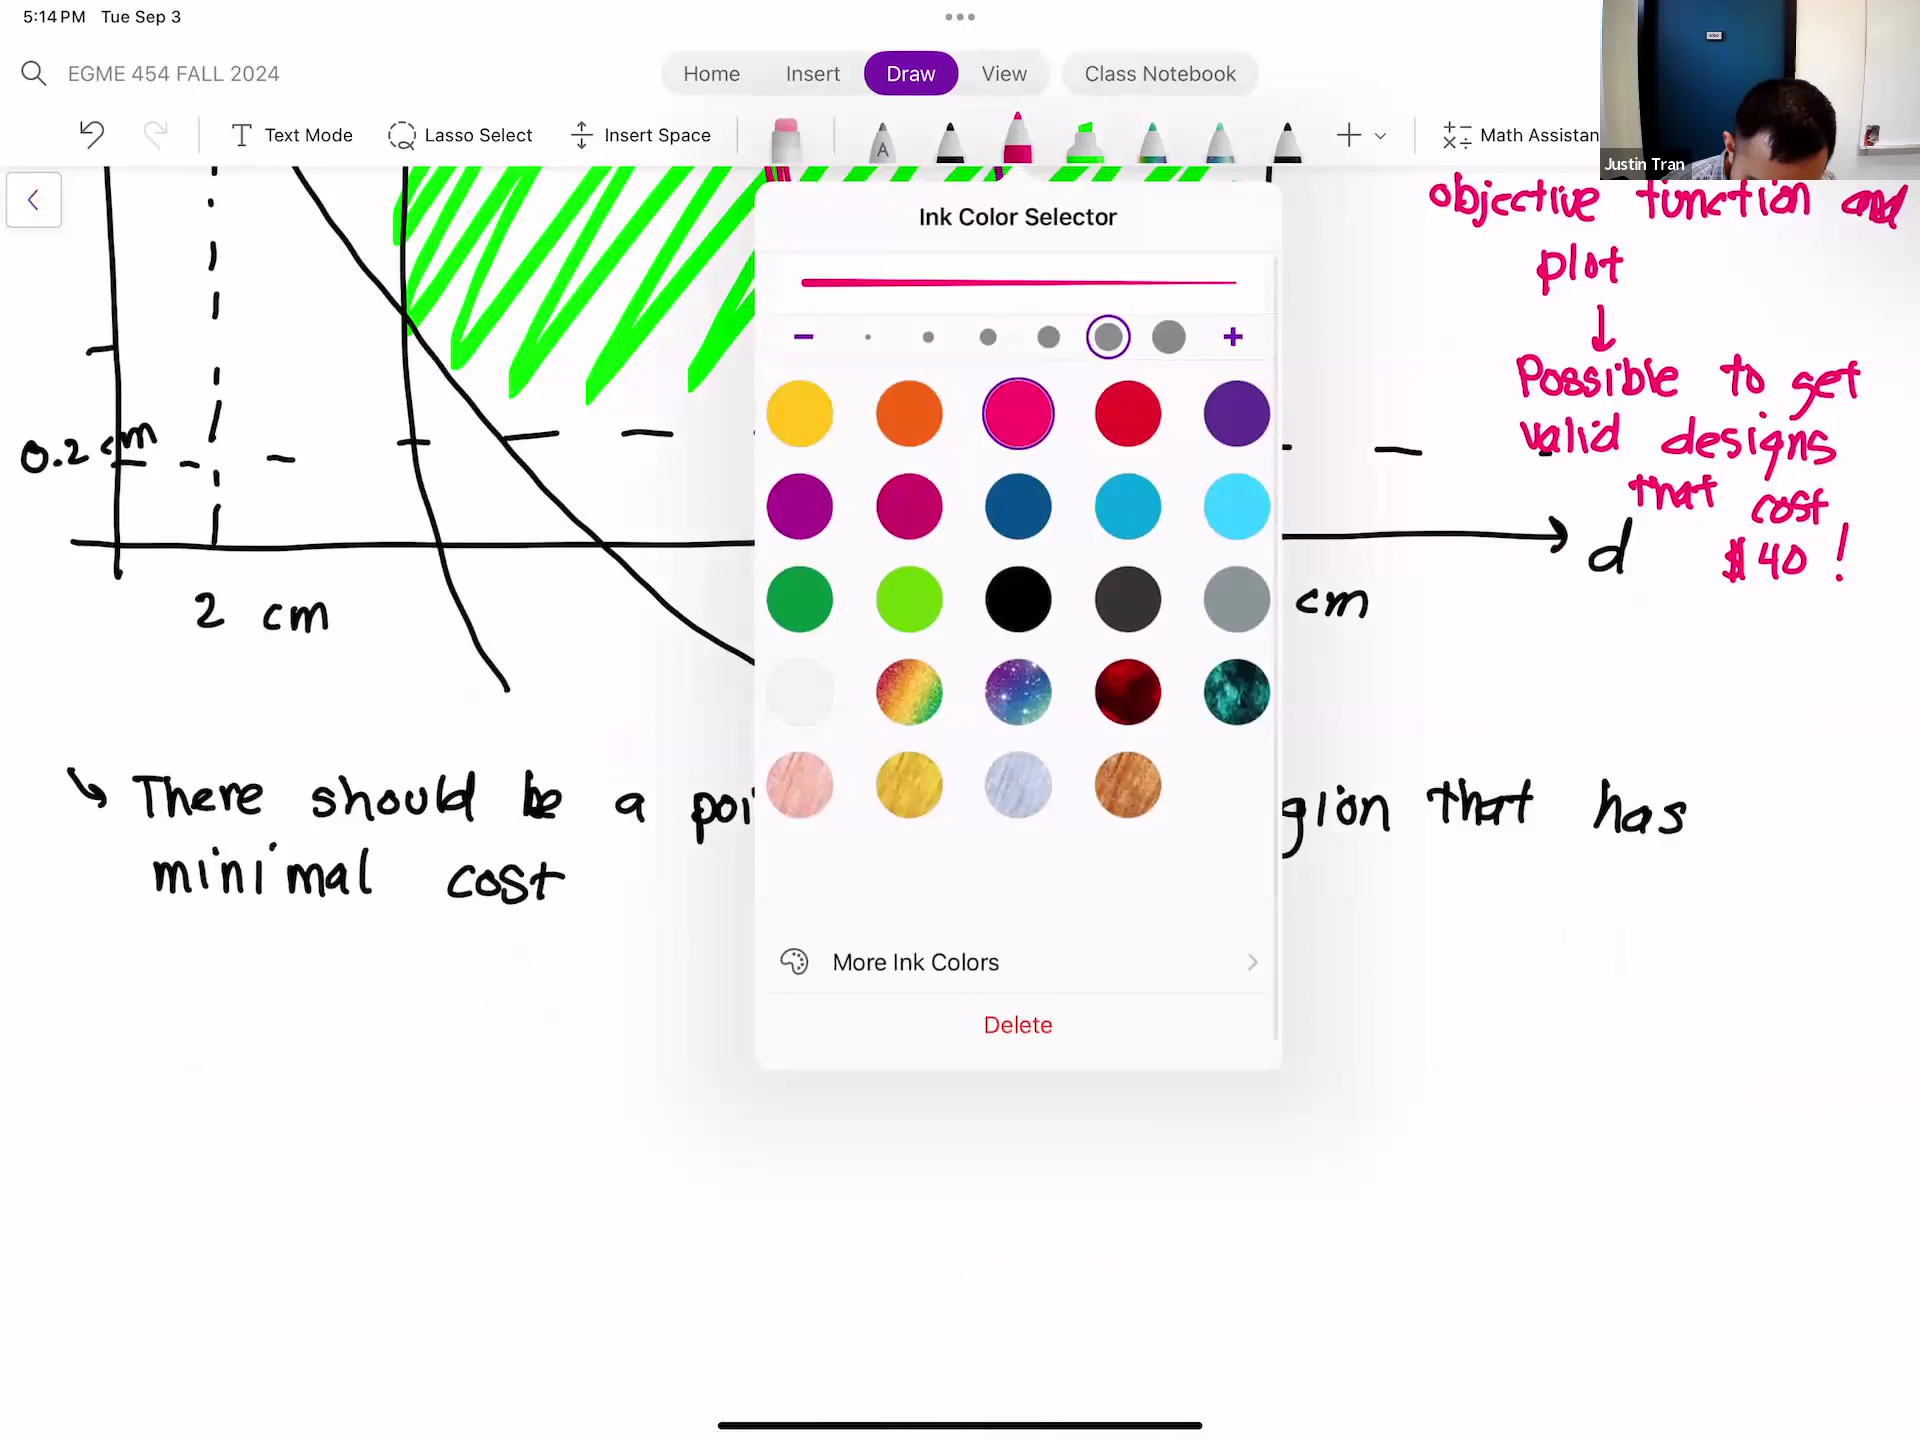 5:14 PM Tue Sep 3
EGME 454 FALL 2024
Home Insert Draw View Class Notebook
Text Mode Lasso Select Insert Space A Math Assistan
Justin Tran
objective function and
plot
↓
Possible to get
valid designs
that cost
$40 !
Ink Color Selector
0.2 cm
2 cm
cm
d
There should be a poi gion that has
minimal cost
More Ink Colors
Delete